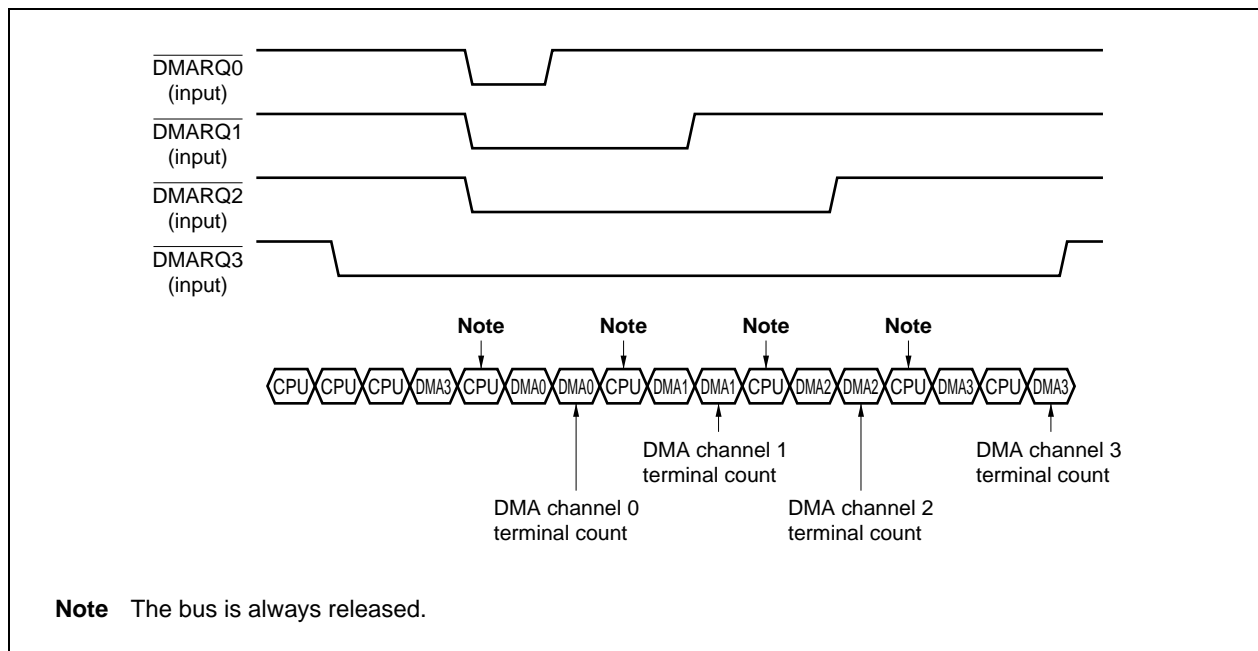 DMARQ0
(input)
DMARQ1
(input)
DMARQ2
(input)
DMARQ3
(input)
Note Note Note Note
CPU CPU CPU DMA3 CPU DMA0 DMA0 CPU DMA1 DMA1 CPU DMA2 DMA2 CPU DMA3 CPU DMA3
DMA channel 1
terminal count
DMA channel 3
terminal count
DMA channel 0
terminal count
DMA channel 2
terminal count
Note The bus is always released.